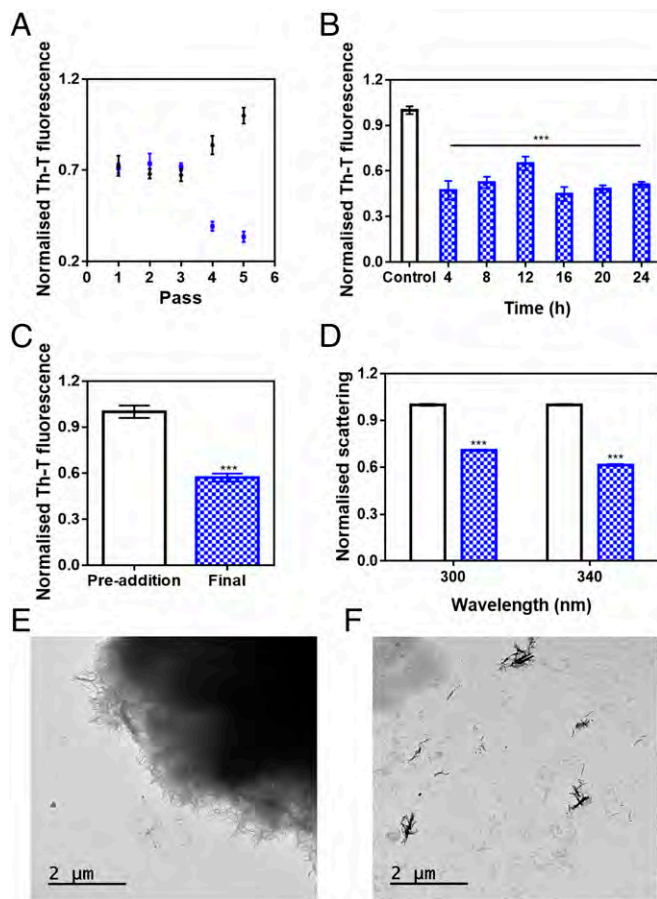 A
Normalised Th-T fluorescence
1.2
0.7
0.2
0 1 2 3 4 5 6
Pass
B
Normalised Th-T fluorescence
1.2
0.9
0.6
0.3
0.0
***
Control 4 8 12 16 20 24
Time (h)
C
Normalised Th-T fluorescence
1.2
0.9
0.6
0.3
0.0
***
Pre-addition Final
D
Normalised scattering
1.2
0.9
0.6
0.3
0.0
***
***
300 340
Wavelength (nm)
E
2 µm
F
2 µm